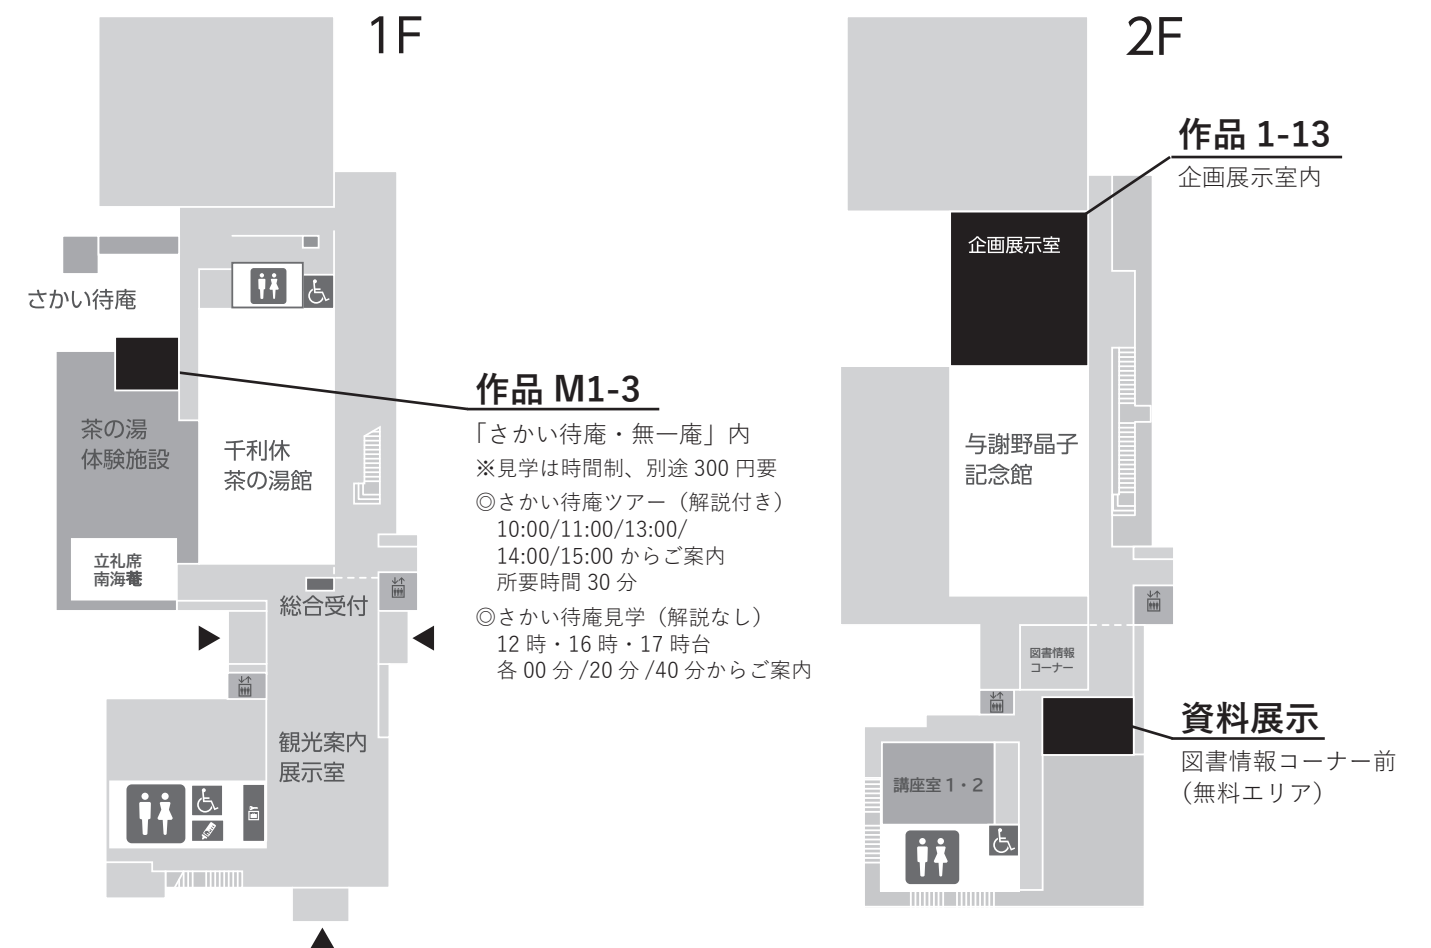 1F
さかい待庵
茶の湯
体験施設
千利休
茶の湯館
立礼席
南海菴
総合受付
観光案内
展示室
作品 M1-3
「さかい待庵・無一庵」内
※見学は時間制、別途 300 円要
◎さかい待庵ツアー（解説付き）
10:00/11:00/13:00/
14:00/15:00 からご案内
所要時間 30 分
◎さかい待庵見学（解説なし）
12 時・16 時・17 時台
各 00 分 /20 分 /40 分からご案内
2F
作品 1-13
企画展示室内
企画展示室
与謝野晶子
記念館
図書情報
コーナー
資料展示
図書情報コーナー前
（無料エリア）
講座室 1・2